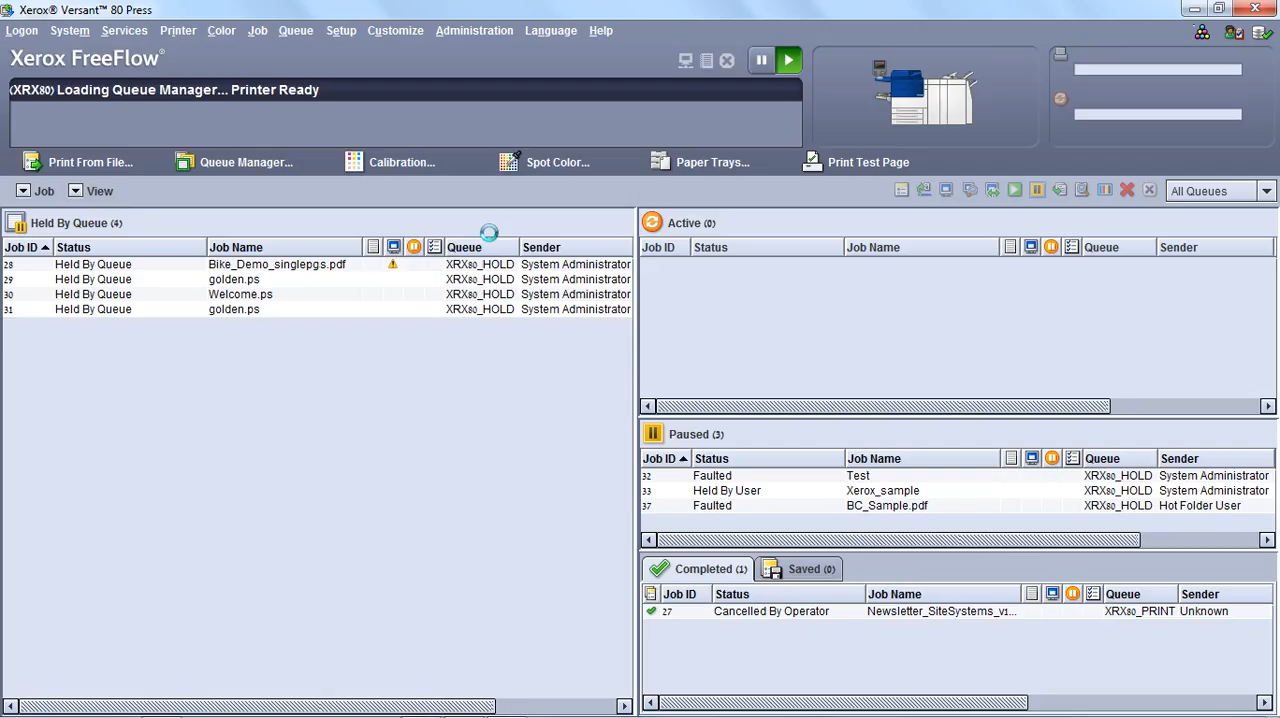 Xerox® Versant™ 80 Press
Logon System Services Printer Color Job Queue Setup Customize Administration Language Help
Xerox FreeFlow®
(XRX80) Loading Queue Manager... Printer Ready
Print From File... Queue Manager... Calibration... Spot Color... Paper Trays... Print Test Page
Job View All Queues
Held By Queue (4)
Job ID Status Job Name Queue Sender
28 Held By Queue Bike_Demo_singlepgs.pdf XRX80_HOLD System Administrator
29 Held By Queue golden.ps XRX80_HOLD System Administrator
30 Held By Queue Welcome.ps XRX80_HOLD System Administrator
31 Held By Queue golden.ps XRX80_HOLD System Administrator
Active (0)
Job ID Status Job Name Queue Sender
Paused (3)
Job ID Status Job Name Queue Sender
32 Faulted Test XRX80_HOLD System Administrator
33 Held By User Xerox_sample XRX80_HOLD System Administrator
37 Faulted BC_Sample.pdf XRX80_HOLD Hot Folder User
Completed (1) Saved (0)
Job ID Status Job Name Queue Sender
27 Cancelled By Operator Newsletter_SiteSystems_v1... XRX80_PRINT Unknown